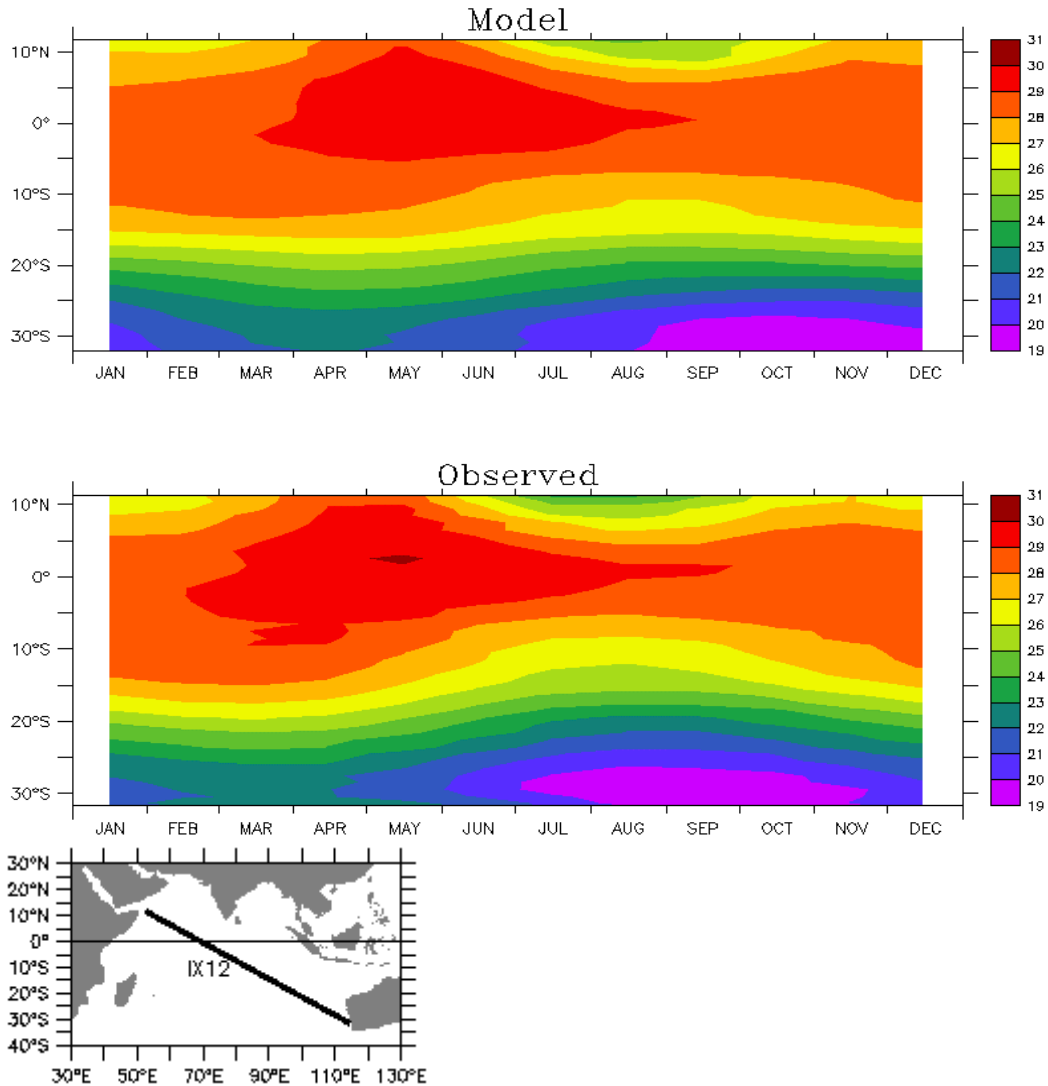 Model
10°N
0°
10°S
20°S
30°S
JAN FEB MAR APR MAY JUN JUL AUG SEP OCT NOV DEC
31
30
29
28
27
26
25
24
23
22
21
20
19
Observed
10°N
0°
10°S
20°S
30°S
JAN FEB MAR APR MAY JUN JUL AUG SEP OCT NOV DEC
31
30
29
28
27
26
25
24
23
22
21
20
19
30°N
20°N
10°N
0°
10°S
20°S
30°S
40°S
IX12
30°E 50°E 70°E 90°E 110°E 130°E